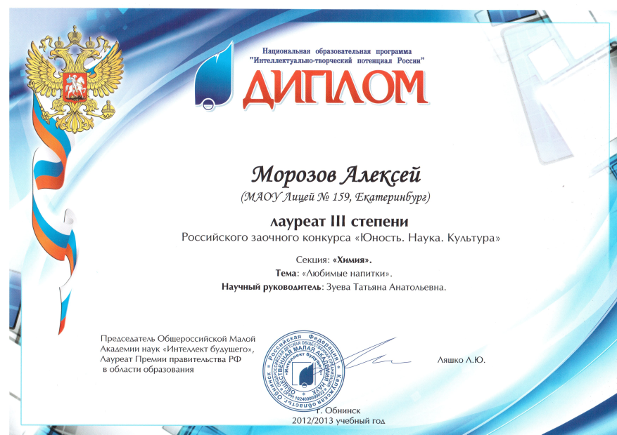 Национальная образовательная программа
"Интеллектуально-творческий потенциал России"
ДИПЛОМ
Морозов Алексей
(МАОУ Лицей № 159, Екатеринбург)
лауреат III степени
Российского заочного конкурса «Юность. Наука. Культура»
Секция: «Химия».
Тема: «Любимые напитки».
Научный руководитель: Зуева Татьяна Анатольевна.
Председатель Общероссийской Малой
Академии наук «Интеллект будущего»,
Лауреат Премии правительства РФ
в области образования
Ляшко Л.Ю.
Российская Федерация
г. Обнинск
2012/2013 учебный год